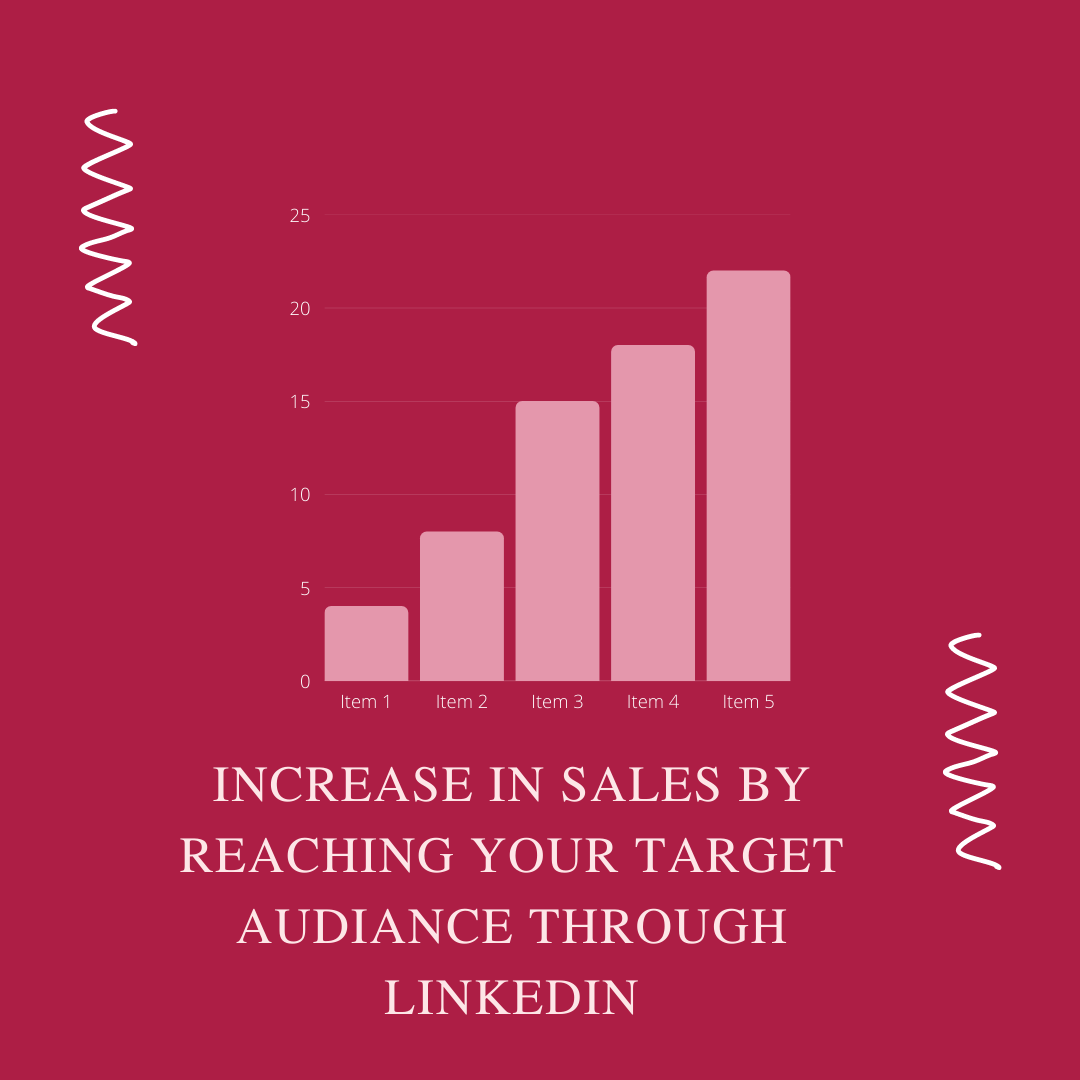 25
20
15
10
5
0
Item 1 Item 2 Item 3 Item 4 Item 5
INCREASE IN SALES BY
REACHING YOUR TARGET
AUDIANCE THROUGH
LINKEDIN